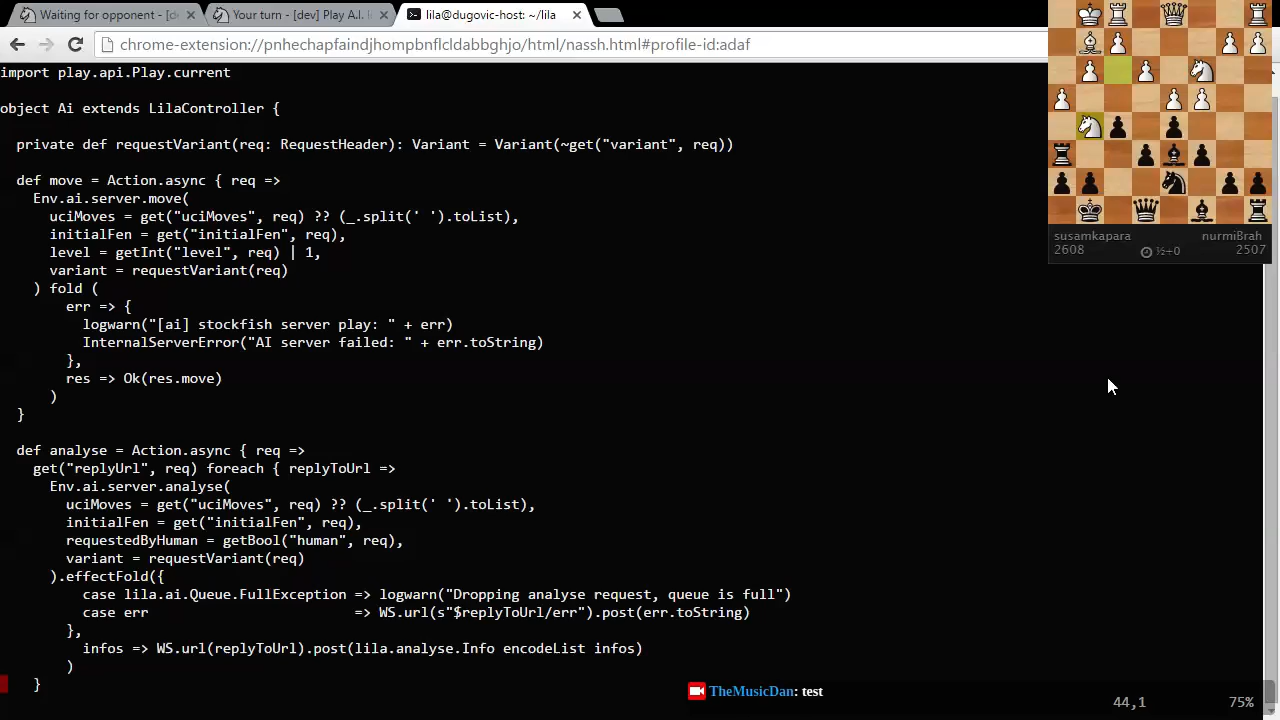 Waiting for opponent - [de
Your turn - [dev] Play A.I. li
lila@dugovic-host: ~/lila
chrome-extension://pnhechapfaindjhompbnflcldabbghjo/html/nassh.html#profile-id:adaf
import play.api.Play.current
object Ai extends LilaController {
private def requestVariant(req: RequestHeader): Variant = Variant(~get("variant", req))
def move = Action.async { req =>
Env.ai.server.move(
uciMoves = get("uciMoves", req) ?? (_.split(' ').toList),
initialFen = get("initialFen", req),
level = getInt("level", req) | 1,
variant = requestVariant(req)
) fold (
err => {
logwarn("[ai] stockfish server play: " + err)
InternalServerError("AI server failed: " + err.toString)
},
res => Ok(res.move)
)
}
def analyse = Action.async { req =>
get("replyUrl", req) foreach { replyToUrl =>
Env.ai.server.analyse(
uciMoves = get("uciMoves", req) ?? (_.split(' ').toList),
initialFen = get("initialFen", req),
requestedByHuman = getBool("human", req),
variant = requestVariant(req)
).effectFold({
case lila.ai.Queue.FullException => logwarn("Dropping analyse request, queue is full")
case err => WS.url(s"$replyToUrl/err").post(err.toString)
},
infos => WS.url(replyToUrl).post(lila.analyse.Info encodeList infos)
)
}
susamkapara nurmiBrah
2608 ½+0 2507
TheMusicDan: test
44,1 75%